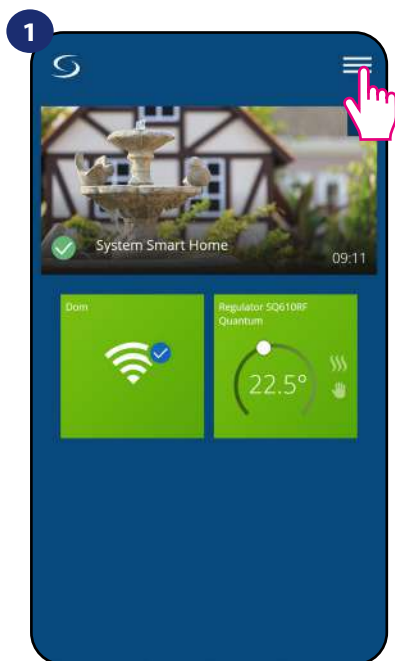 1
System Smart Home
09:11
Dom
Regulator SQ610RF
Quantum
22.5°